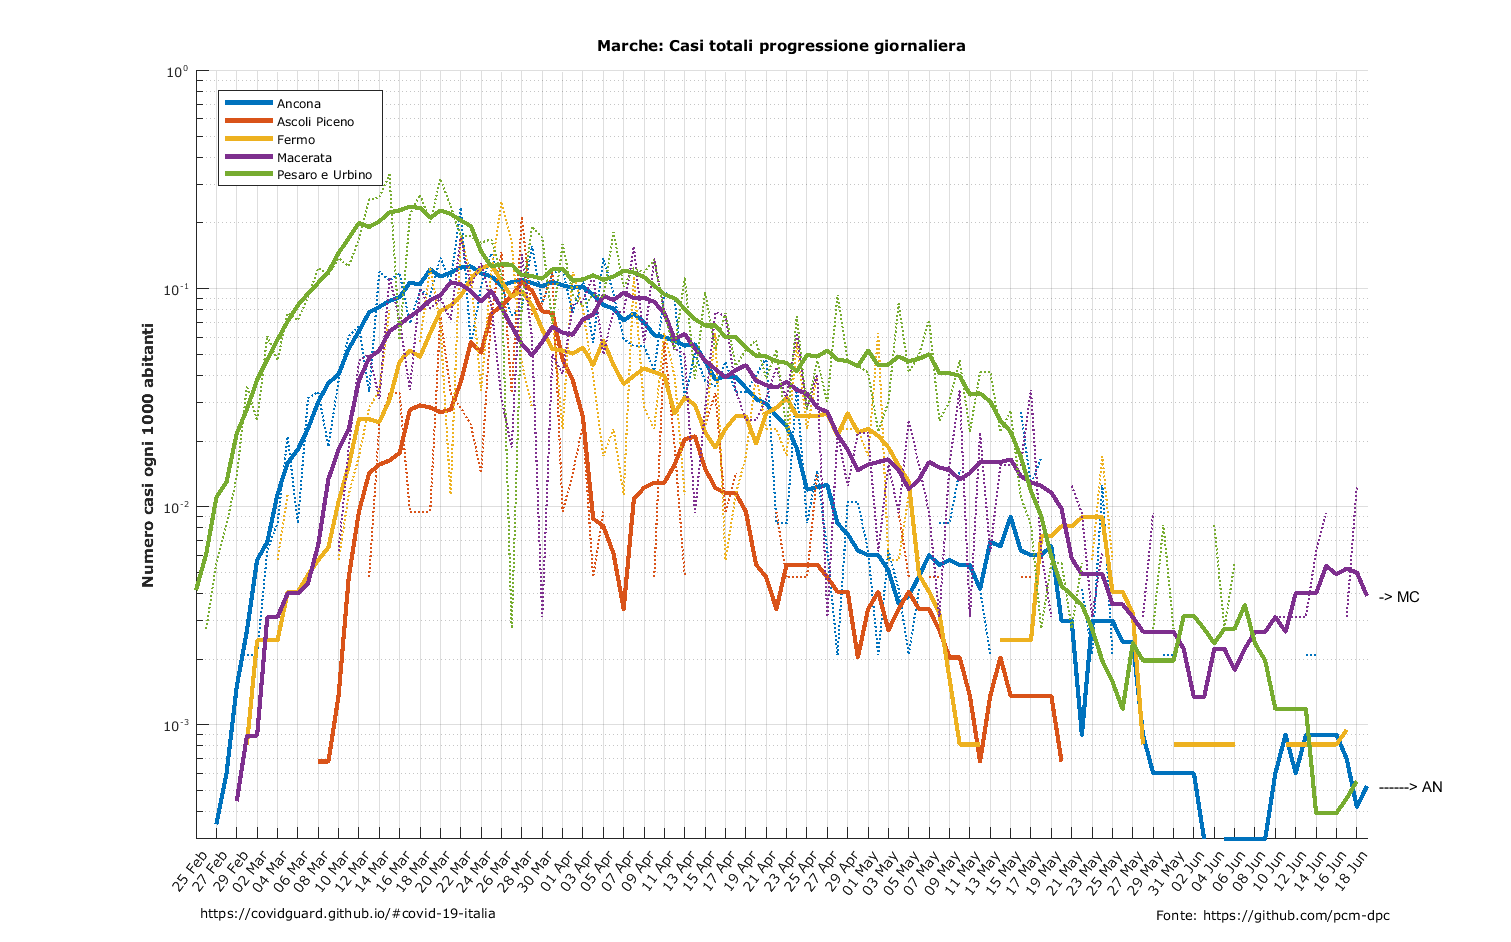 Marche: Casi totali progressione giornaliera
Numero casi ogni 1000 abitanti
10⁰
10⁻¹
10⁻²
10⁻³
Ancona
Ascoli Piceno
Fermo
Macerata
Pesaro e Urbino
-> MC
------> AN
25 Feb
27 Feb
29 Feb
02 Mar
04 Mar
06 Mar
08 Mar
10 Mar
12 Mar
14 Mar
16 Mar
18 Mar
20 Mar
22 Mar
24 Mar
26 Mar
28 Mar
30 Mar
01 Apr
03 Apr
05 Apr
07 Apr
09 Apr
11 Apr
13 Apr
15 Apr
17 Apr
19 Apr
21 Apr
23 Apr
25 Apr
27 Apr
29 Apr
01 May
03 May
05 May
07 May
09 May
11 May
13 May
15 May
17 May
19 May
21 May
23 May
25 May
27 May
29 May
31 May
02 Jun
04 Jun
06 Jun
08 Jun
10 Jun
12 Jun
14 Jun
16 Jun
18 Jun
https://covidguard.github.io/#covid-19-italia
Fonte: https://github.com/pcm-dpc